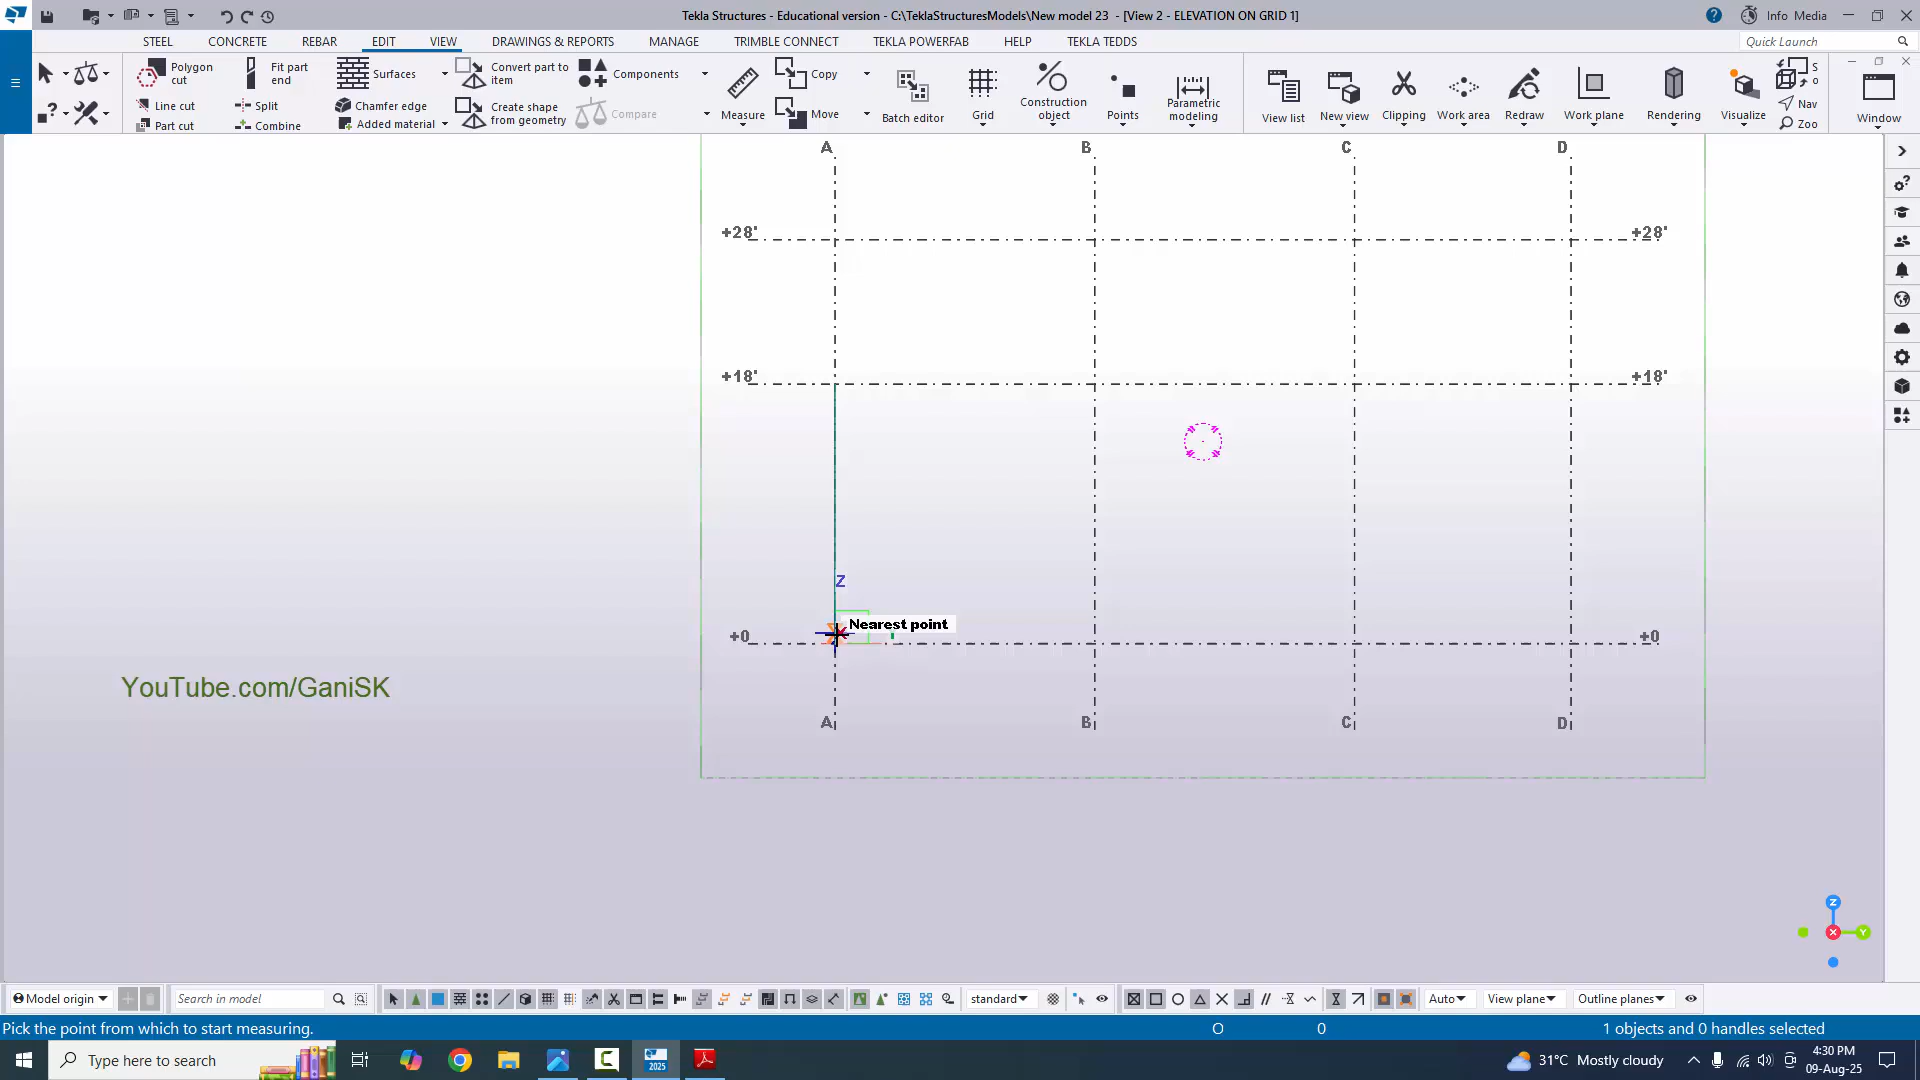 Tekla Structures - Educational version - C:\TeklaStructuresModels\New model 23 - [View 2 - ELEVATION ON GRID 1]
Info Media
STEEL CONCRETE REBAR EDIT VIEW DRAWINGS & REPORTS MANAGE TRIMBLE CONNECT TEKLA POWERFAB HELP TEKLA TEDDS
Quick Launch
Polygon cut
Line cut
Part cut
Fit part end
Split
Combine
Surfaces
Chamfer edge
Added material
Convert part to item
Create shape from geometry
Components
Compare
Measure
Copy
Move
Batch editor
Grid
Construction object
Points
Parametric modeling
View list
New view
Clipping
Work area
Redraw
Work plane
Rendering
Visualize
S
o
Nav
Zoo
Window
A B C D
+28' +28'
+18' +18'
Z
Nearest point
+0 +0
A B C D
YouTube.com/GaniSK
Z
X Y
Model origin
Search in model
standard
Auto
View plane
Outline planes
Pick the point from which to start measuring.
O
0
1 objects and 0 handles selected
Type here to search
2025
31°C Mostly cloudy
4:30 PM
09-Aug-25